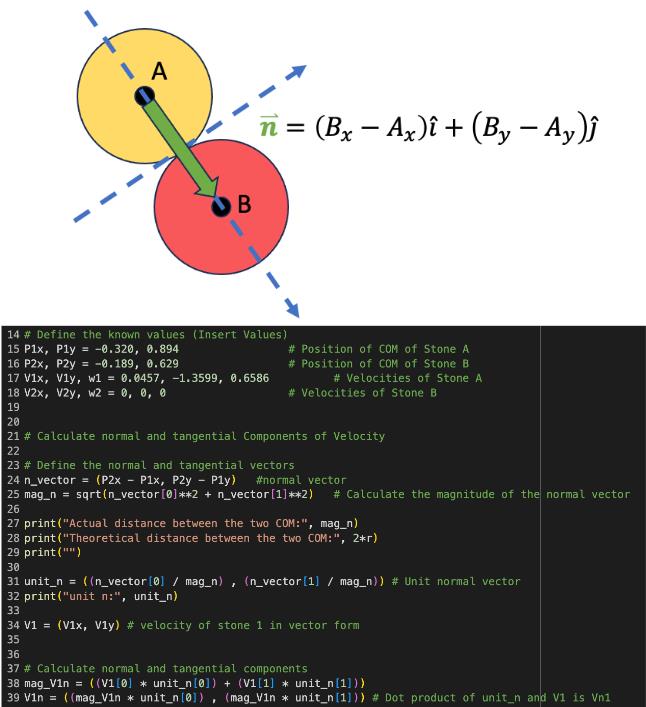 A
n⃗ = (Bx − Ax)î + (By − Ay)ĵ
B
14 # Define the known values (Insert Values)
15 P1x, P1y = -0.320, 0.894 # Position of COM of Stone A
16 P2x, P2y = -0.189, 0.629 # Position of COM of Stone B
17 V1x, V1y, w1 = 0.0457, -1.3599, 0.6586 # Velocities of Stone A
18 V2x, V2y, w2 = 0, 0, 0 # Velocities of Stone B
19
20
21 # Calculate normal and tangential Components of Velocity
22
23 # Define the normal and tangential vectors
24 n_vector = (P2x - P1x, P2y - P1y) #normal vector
25 mag_n = sqrt(n_vector[0]**2 + n_vector[1]**2) # Calculate the magnitude of the normal vector
26
27 print("Actual distance between the two COM:", mag_n)
28 print("Theoretical distance between the two COM:", 2*r)
29 print("")
30
31 unit_n = ((n_vector[0] / mag_n) , (n_vector[1] / mag_n)) # Unit normal vector
32 print("unit n:", unit_n)
33
34 V1 = (V1x, V1y) # velocity of stone 1 in vector form
35
36
37 # Calculate normal and tangential components
38 mag_V1n = ((V1[0] * unit_n[0]) + (V1[1] * unit_n[1]))
39 V1n = ((mag_V1n * unit_n[0]) , (mag_V1n * unit_n[1])) # Dot product of unit_n and V1 is Vn1